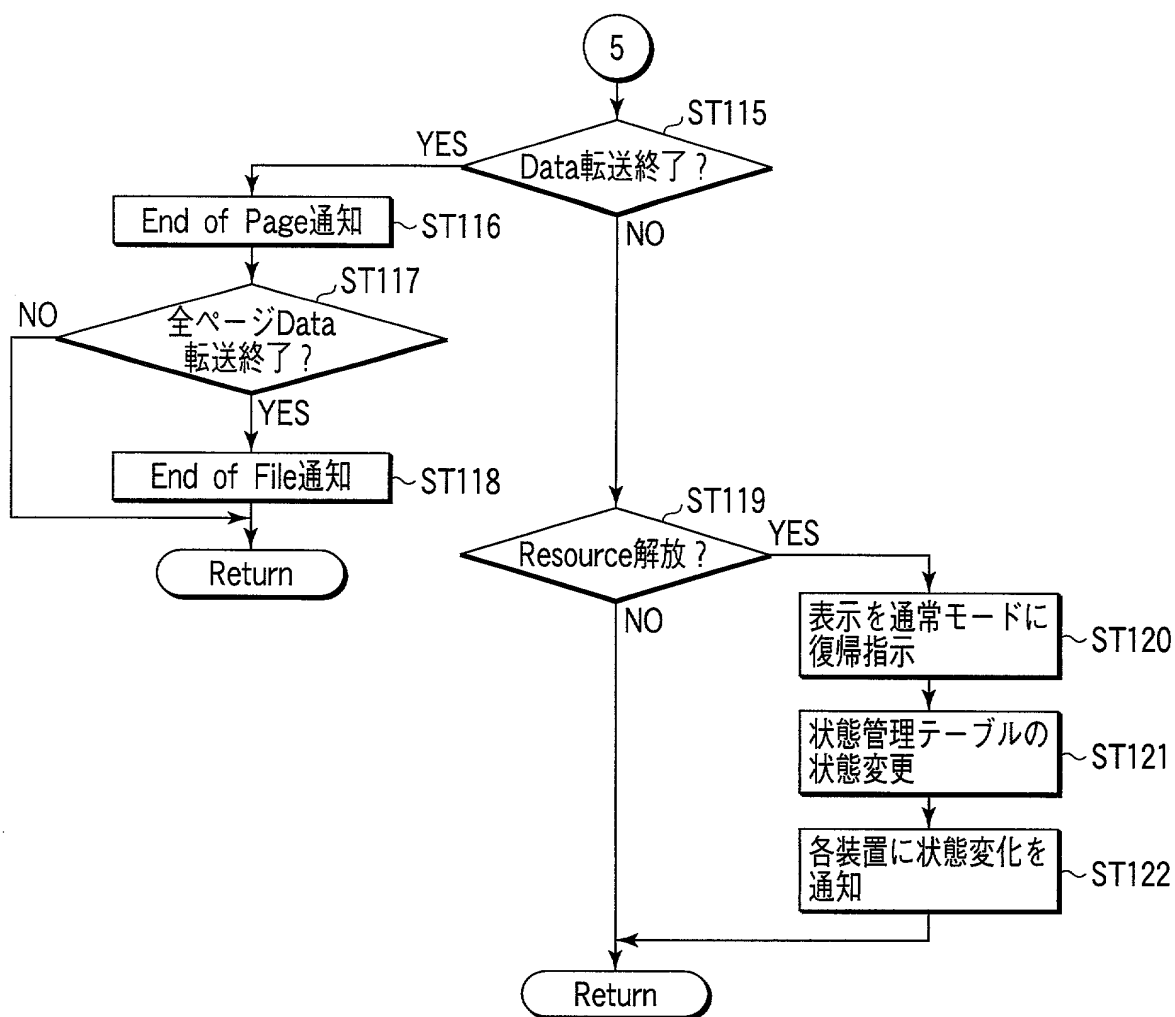 5
ST115
YES
Data転送終了?
NO
End of Page通知
ST116
ST117
NO
全ページData
転送終了?
YES
End of File通知
ST118
Return
ST119
YES
Resource解放?
NO
表示を通常モードに
復帰指示
ST120
状態管理テーブルの
状態変更
ST121
各装置に状態変化を
通知
ST122
Return